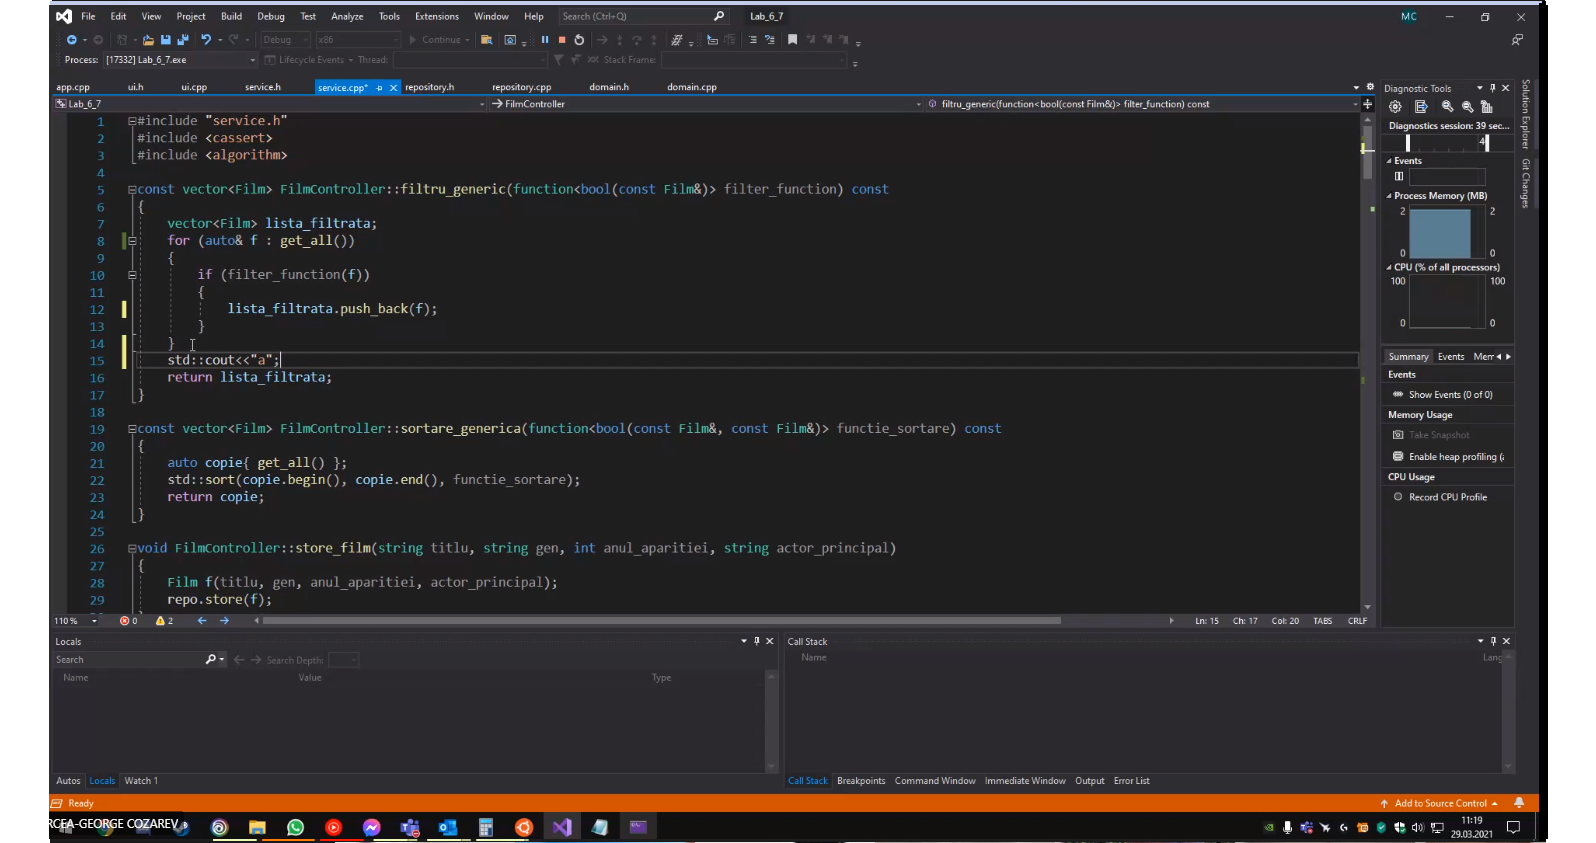 File Edit View Project Build Debug Test Analyze Tools Extensions Window Help Search (Ctrl+Q) Lab_6_7 MC
Debug x86 Continue
Process: [17332] Lab_6_7.exe Lifecycle Events Thread: Stack Frame:
app.cpp ui.h ui.cpp service.h service.cpp* repository.h repository.cpp domain.h domain.cpp
Lab_6_7 FilmController filtru_generic(function<bool(const Film&)> filter_function) const
1 #include "service.h"
2 #include <cassert>
3 #include <algorithm>
4
5 const vector<Film> FilmController::filtru_generic(function<bool(const Film&)> filter_function) const
6 {
7 vector<Film> lista_filtrata;
8 for (auto& f : get_all())
9 {
10 if (filter_function(f))
11 {
12 lista_filtrata.push_back(f);
13 }
14 }
15 std::cout<<"a";
16 return lista_filtrata;
17 }
18
19 const vector<Film> FilmController::sortare_generica(function<bool(const Film&, const Film&)> functie_sortare) const
20 {
21 auto copie{ get_all() };
22 std::sort(copie.begin(), copie.end(), functie_sortare);
23 return copie;
24 }
25
26 void FilmController::store_film(string titlu, string gen, int anul_aparitiei, string actor_principal)
27 {
28 Film f(titlu, gen, anul_aparitiei, actor_principal);
29 repo.store(f);
110 % 0 2 Ln: 15 Ch: 17 Col: 20 TABS CRLF
Diagnostic Tools
Diagnostics session: 39 sec...
4
Events
Process Memory (MB)
2 2
0 0
CPU (% of all processors)
100 100
0 0
Summary Events Mem
Events
Show Events (0 of 0)
Memory Usage
Take Snapshot
Enable heap profiling (
CPU Usage
Record CPU Profile
Solution Explorer
Git Changes
Locals
Search Search Depth:
Name Value Type
Autos Locals Watch 1
Call Stack
Name Lang
Call Stack Breakpoints Command Window Immediate Window Output Error List
Ready Add to Source Control
RCEA-GEORGE COZAREV
11:19
29.03.2021